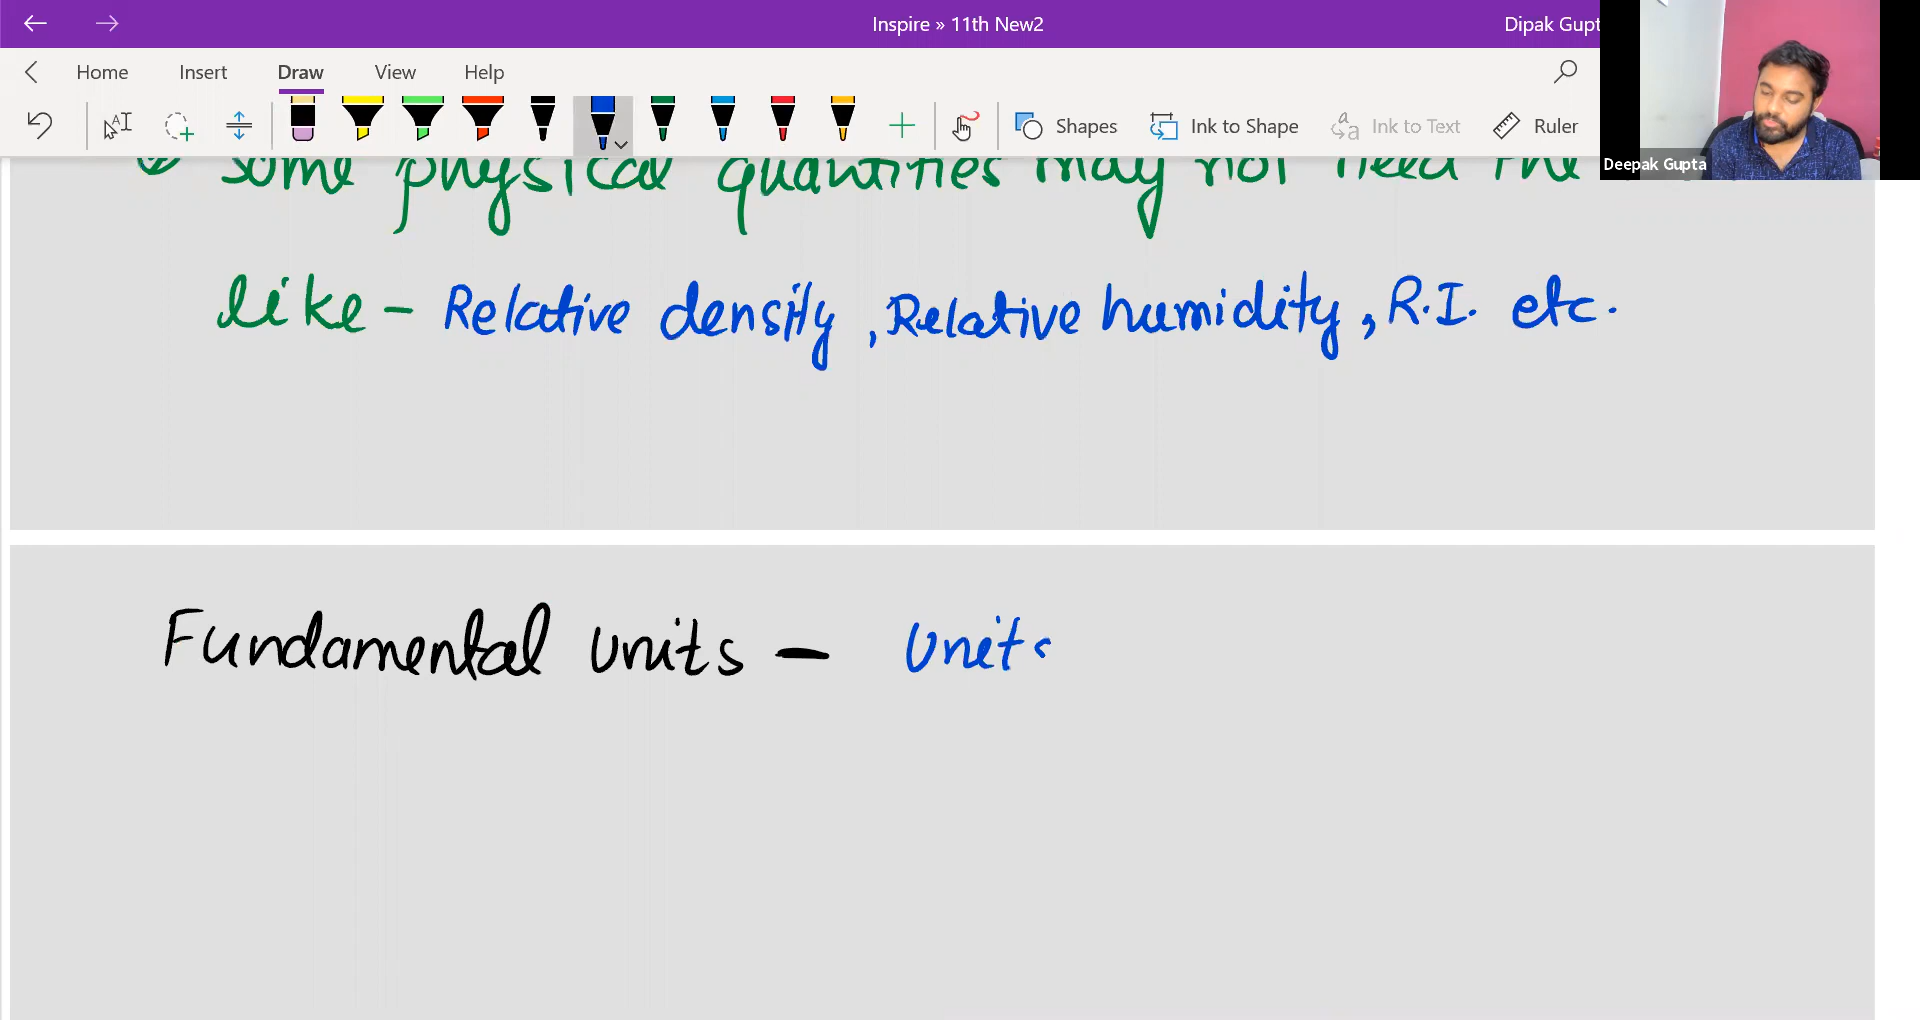 Inspire » 11th New2
Dipak Gupt
Home Insert Draw View Help
Shapes Ink to Shape Ink to Text Ruler
Deepak Gupta
some physical quantities may not need the
like - Relative density, Relative humidity, R.I. etc.
Fundamental units - Units